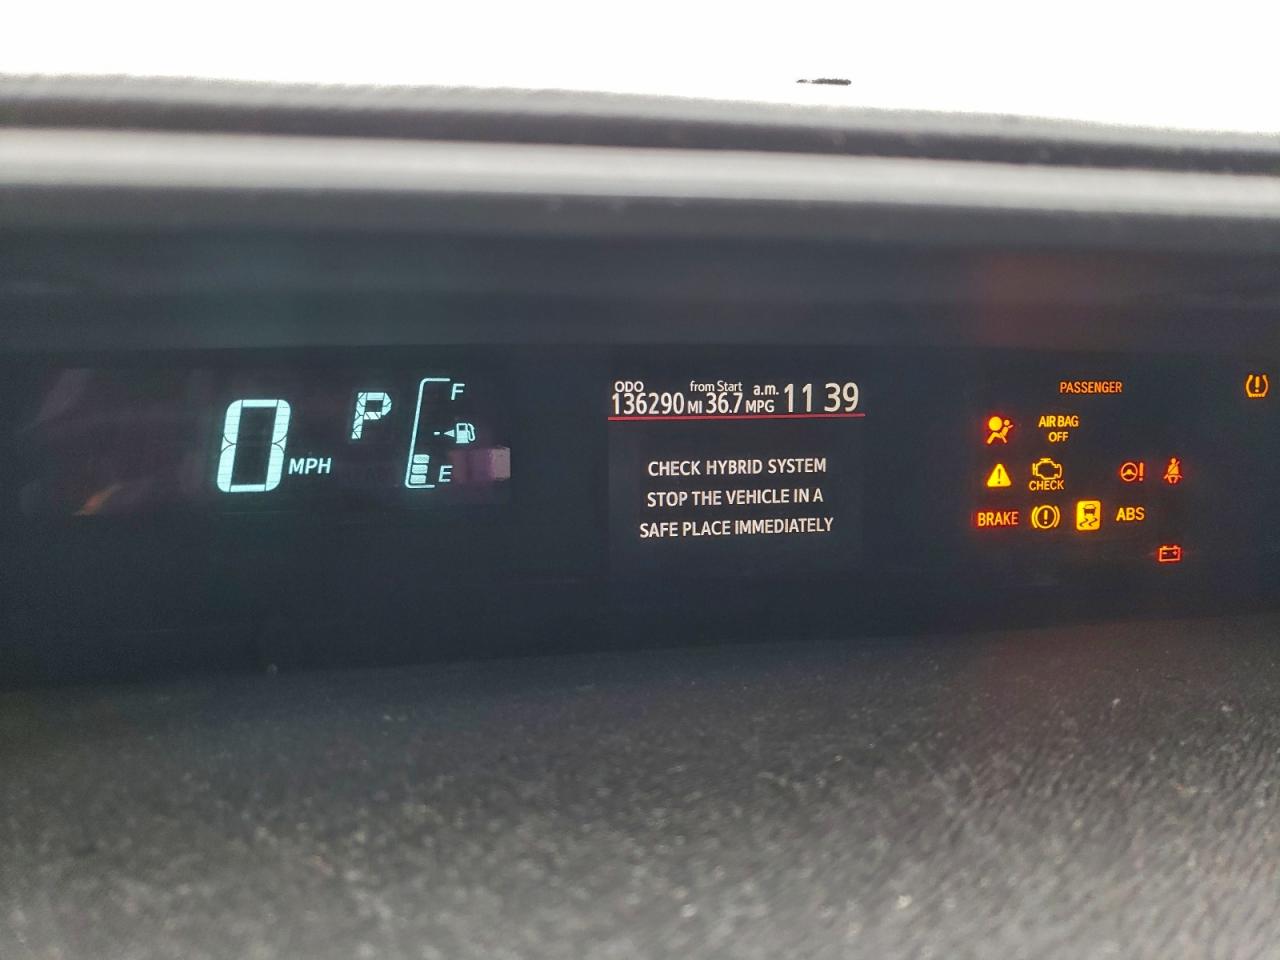 0 MPH
P
F
E
ODO from Start a.m.
136290 MI 36.7 MPG 11 39
CHECK HYBRID SYSTEM
STOP THE VEHICLE IN A
SAFE PLACE IMMEDIATELY
PASSENGER
AIR BAG
OFF
CHECK
BRAKE
ABS